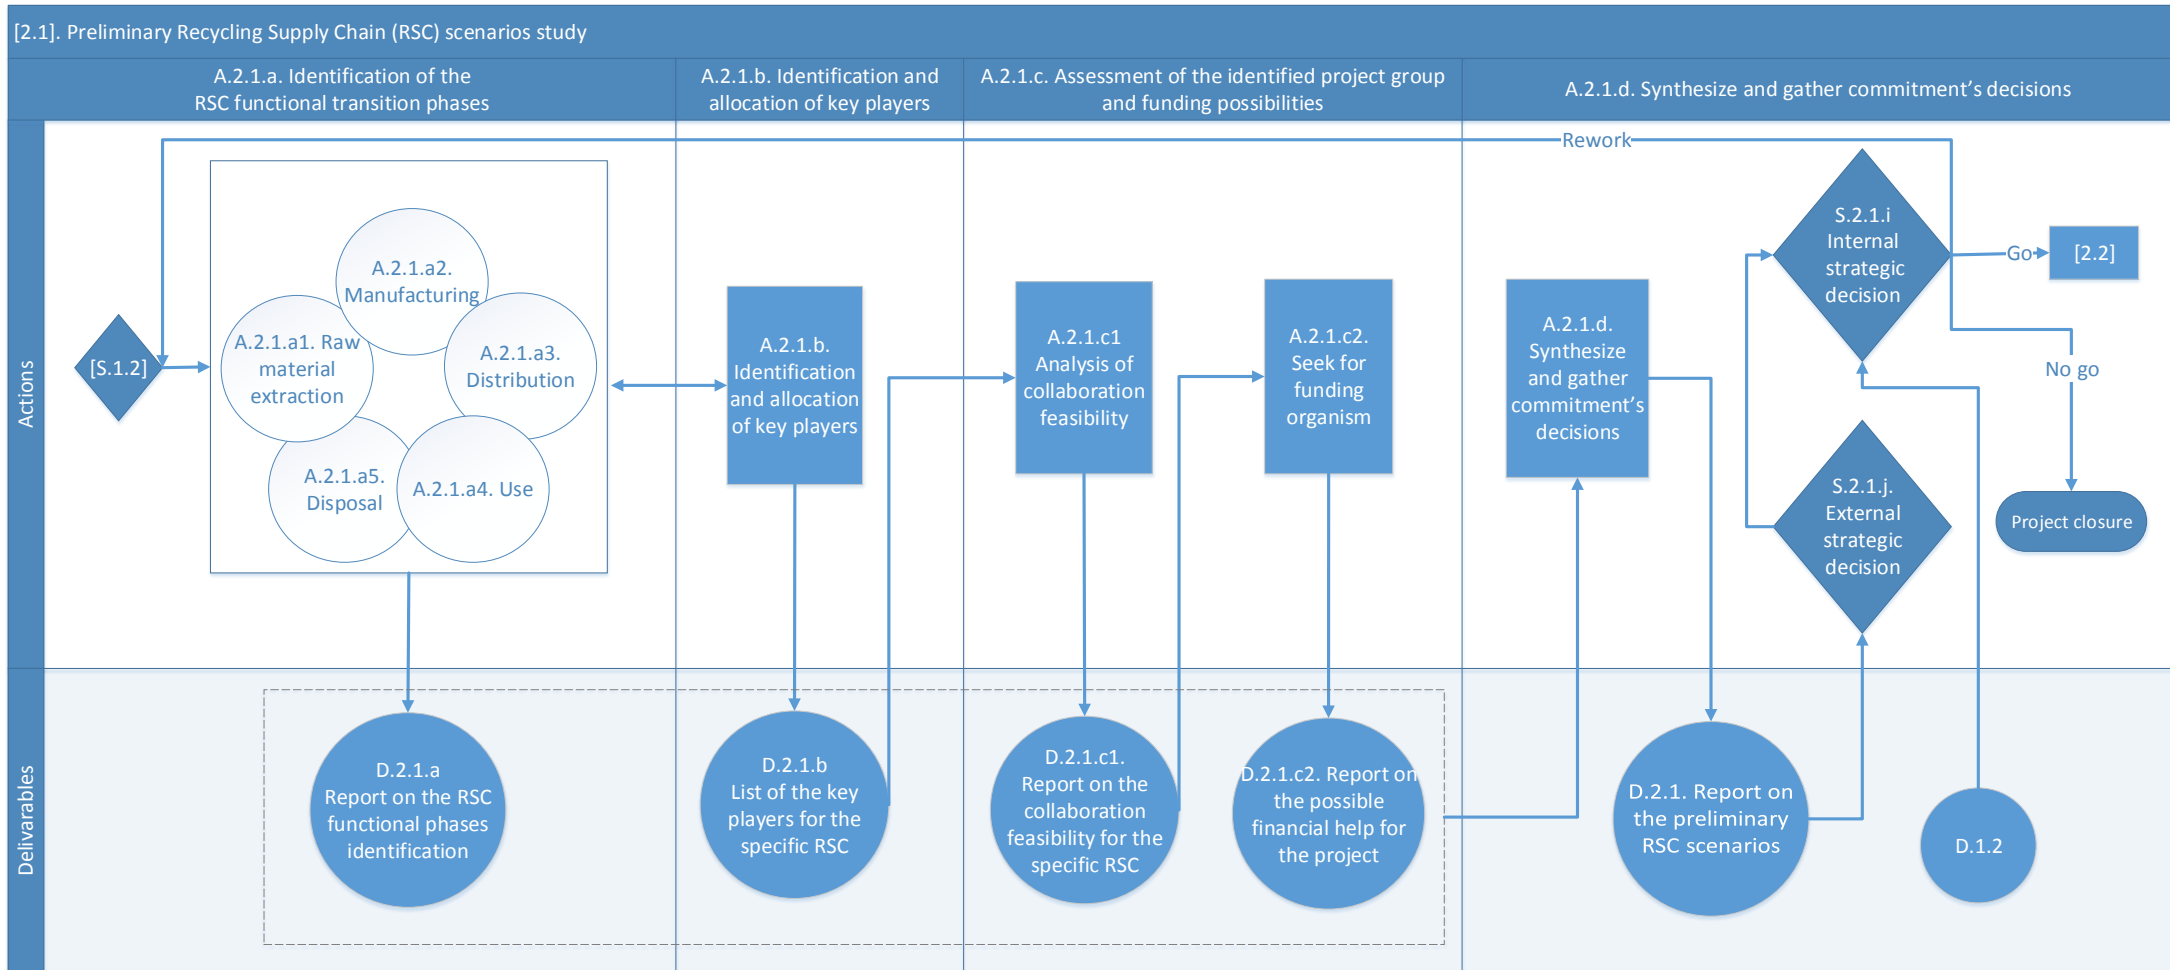 [2.1]. Preliminary Recycling Supply Chain (RSC) scenarios study
A.2.1.a. Identification of the
RSC functional transition phases
A.2.1.b. Identification and
allocation of key players
A.2.1.c. Assessment of the identified project group
and funding possibilities
A.2.1.d. Synthesize and gather commitment's decisions
Actions
Rework
[S.1.2]
A.2.1.a2.
Manufacturing
A.2.1.a1. Raw
material
extraction
A.2.1.a3.
Distribution
A.2.1.a5.
Disposal
A.2.1.a4. Use
A.2.1.b.
Identification
and allocation
of key players
A.2.1.c1
Analysis of
collaboration
feasibility
A.2.1.c2.
Seek for
funding
organism
A.2.1.d.
Synthesize
and gather
commitment's
decisions
S.2.1.i
Internal
strategic
decision
Go
[2.2]
No go
S.2.1.j.
External
strategic
decision
Project closure
Delivarables
D.2.1.a
Report on the RSC
functional phases
identification
D.2.1.b
List of the key
players for the
specific RSC
D.2.1.c1.
Report on the
collaboration
feasibility for the
specific RSC
D.2.1.c2. Report on
the possible
financial help for
the project
D.2.1. Report on
the preliminary
RSC scenarios
D.1.2